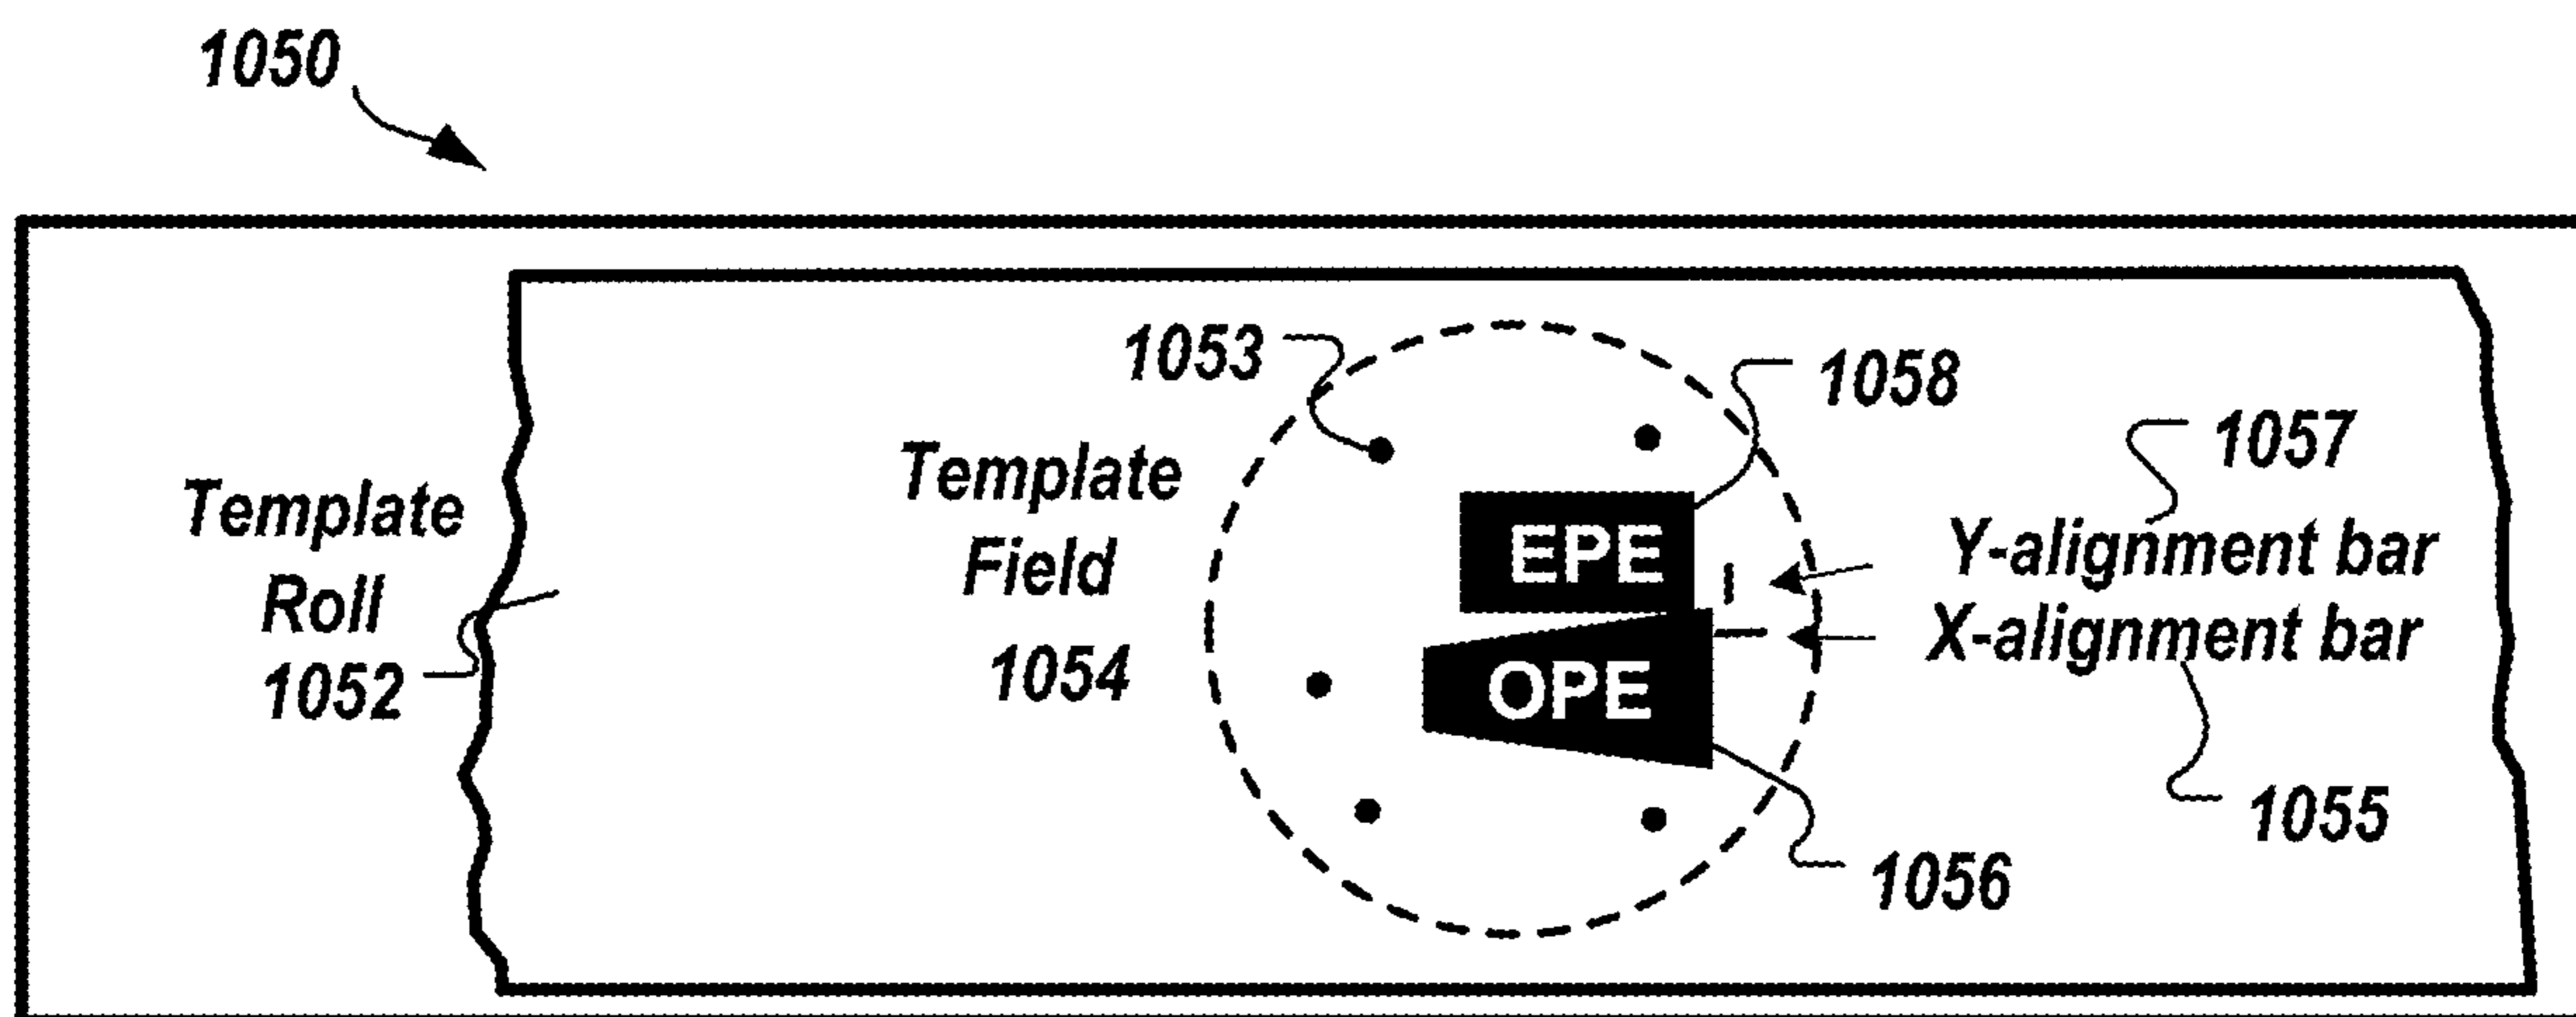 1050
1053
1058
1057
Template
Roll
1052
Template
Field
1054
EPE
OPE
Y-alignment bar
X-alignment bar
1055
1056